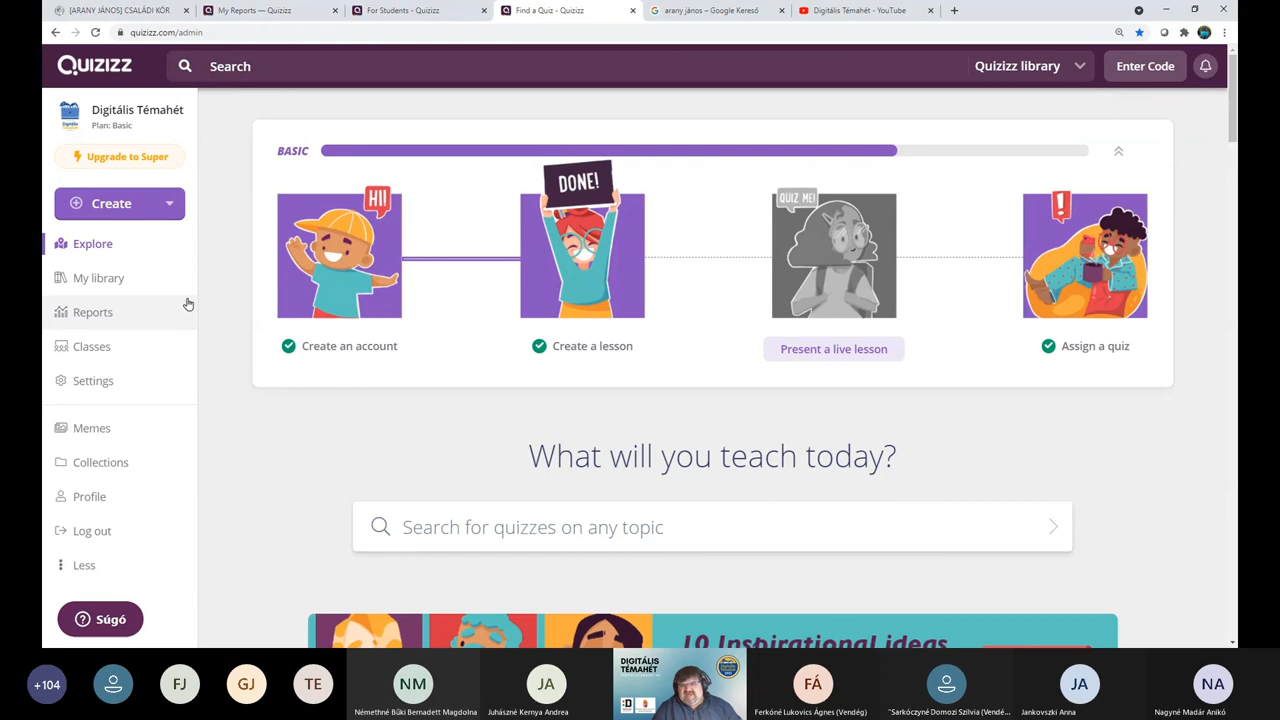 [ARANY JÁNOS] CSALÁDI KÖR
My Reports — Quizizz
For Students - Quizizz
Find a Quiz - Quizizz
arany jános – Google Kereső
Digitális Témahét - YouTube
quizizz.com/admin
QUIZIZZ
Search
Quizizz library
Enter Code
Digitális Témahét
Plan: Basic
Upgrade to Super
Create
Explore
My library
Reports
Classes
Settings
Memes
Collections
Profile
Log out
Less
Súgó
BASIC
HI!
DONE!
QUIZ ME!
!
Create an account
Create a lesson
Present a live lesson
Assign a quiz
What will you teach today?
Search for quizzes on any topic
10 Inspirational ideas
+104
FJ
GJ
TE
NM
Némethné Bűki Bernadett Magdolna
JA
Juhászné Kernya Andrea
DIGITÁLIS
TÉMAHÉT
FÁ
Ferkóné Lukovics Ágnes (Vendég)
"Sarkóczyné Domozi Szilvia (Vendé...
JA
Jankovszki Anna
NA
Nagyné Madár Anikó